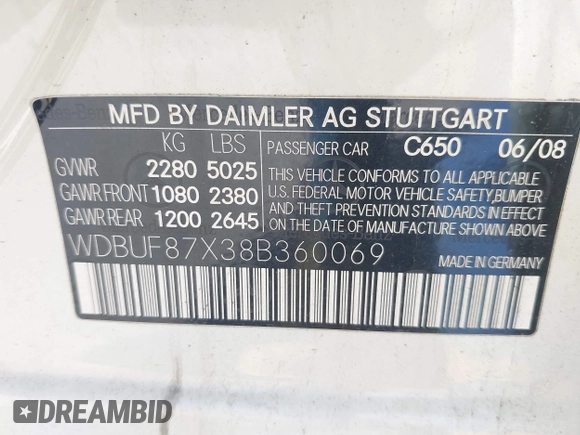 MFD BY DAIMLER AG STUTTGART
KG LBS
GVWR 2280 5025
GAWR FRONT 1080 2380
GAWR REAR 1200 2645
PASSENGER CAR C650 06/08
THIS VEHICLE CONFORMS TO ALL APPLICABLE
U.S. FEDERAL MOTOR VEHICLE SAFETY, BUMPER
AND THEFT PREVENTION STANDARDS IN EFFECT
ON THE DATE OF MANUFACTURE SHOWN ABOVE
WDBUF87X38B360069
MADE IN GERMANY
DREAMBID